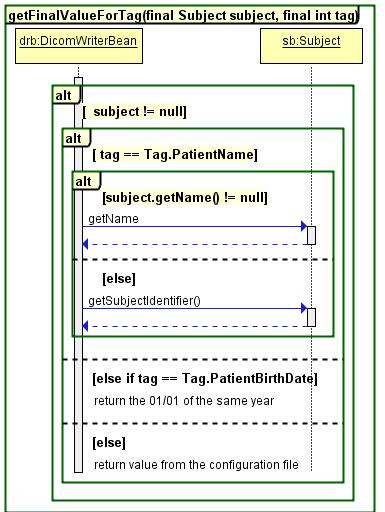 getFinalValueForTag(final Subject subject, final int tag)
drb:DicomWriterBean
sb:Subject
alt
[ subject != null]
alt
[ tag == Tag.PatientName]
alt
[subject.getName() != null]
getName
[else]
getSubjectIdentifier()
[else if tag == Tag.PatientBirthDate]
return the 01/01 of the same year
[else]
return value from the configuration file